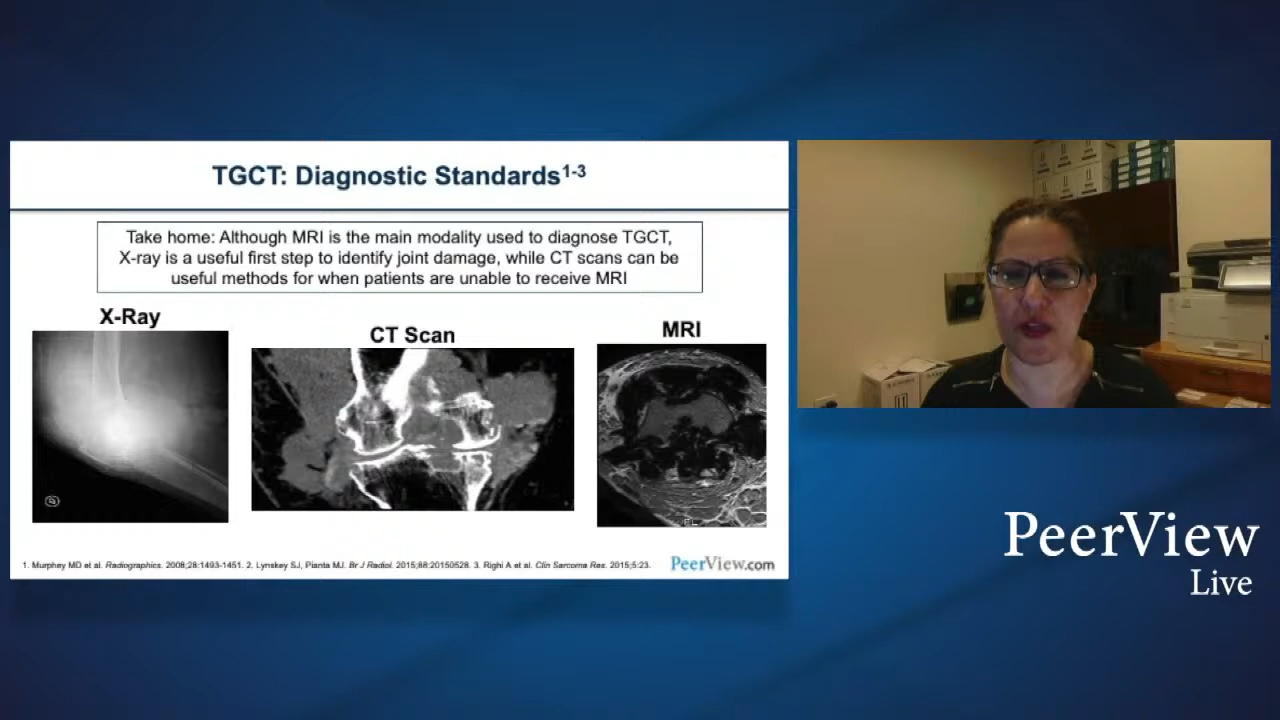 TGCT: Diagnostic Standards1-3
Take home: Although MRI is the main modality used to diagnose TGCT,
X-ray is a useful first step to identify joint damage, while CT scans can be
useful methods for when patients are unable to receive MRI
X-Ray
CT Scan
MRI
1. Murphey MD et al. Radiographics. 2008;28:1493-1451. 2. Lynskey SJ, Pianta MJ. Br J Radiol. 2015;88:20150528. 3. Righi A et al. Clin Sarcoma Res. 2015;5:23.
PeerView.com
PeerView
Live